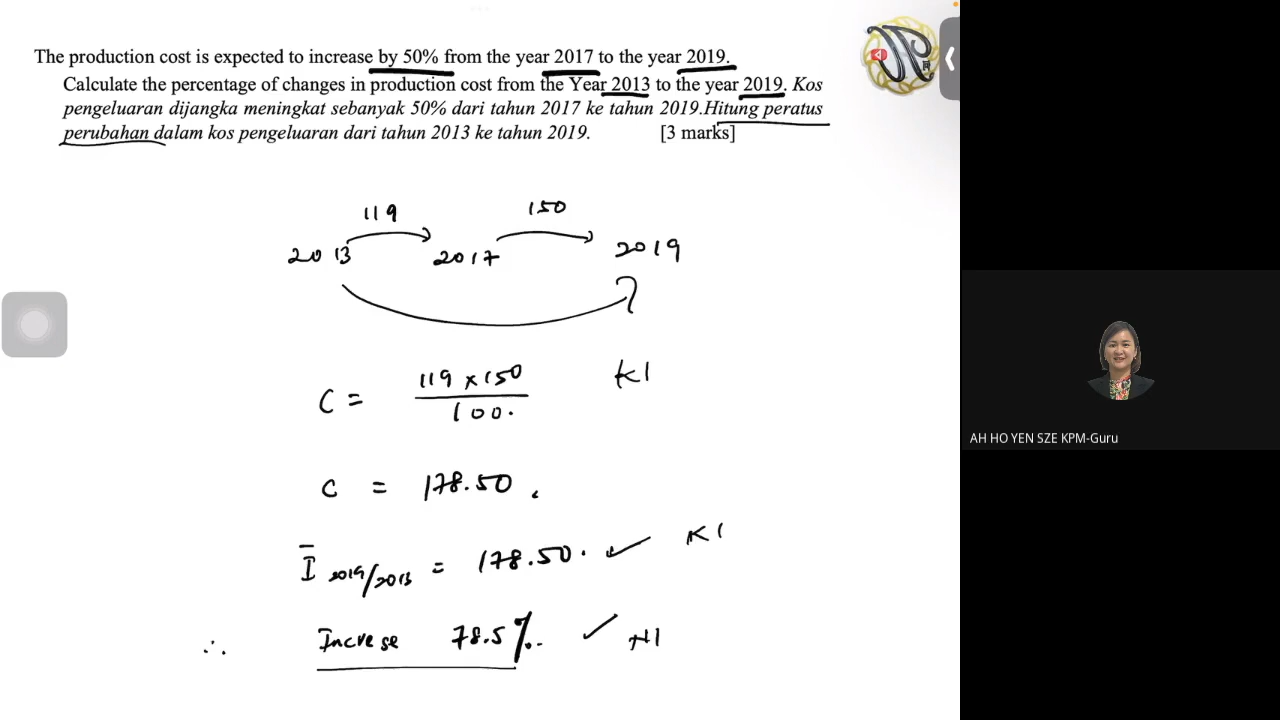 The production cost is expected to increase by 50% from the year 2017 to the year 2019.
Calculate the percentage of changes in production cost from the Year 2013 to the year 2019. Kos
pengeluaran dijangka meningkat sebanyak 50% dari tahun 2017 ke tahun 2019.Hitung peratus
perubahan dalam kos pengeluaran dari tahun 2013 ke tahun 2019. [3 marks]
119 150
2013 2017 2019
?
C = 119 x 150 K1
100.
C = 178.50.
AH HO YEN SZE KPM-Guru
I 2019/2013 = 178.50. ✓ K1
∴ Increse 78.5%. ✓ N1